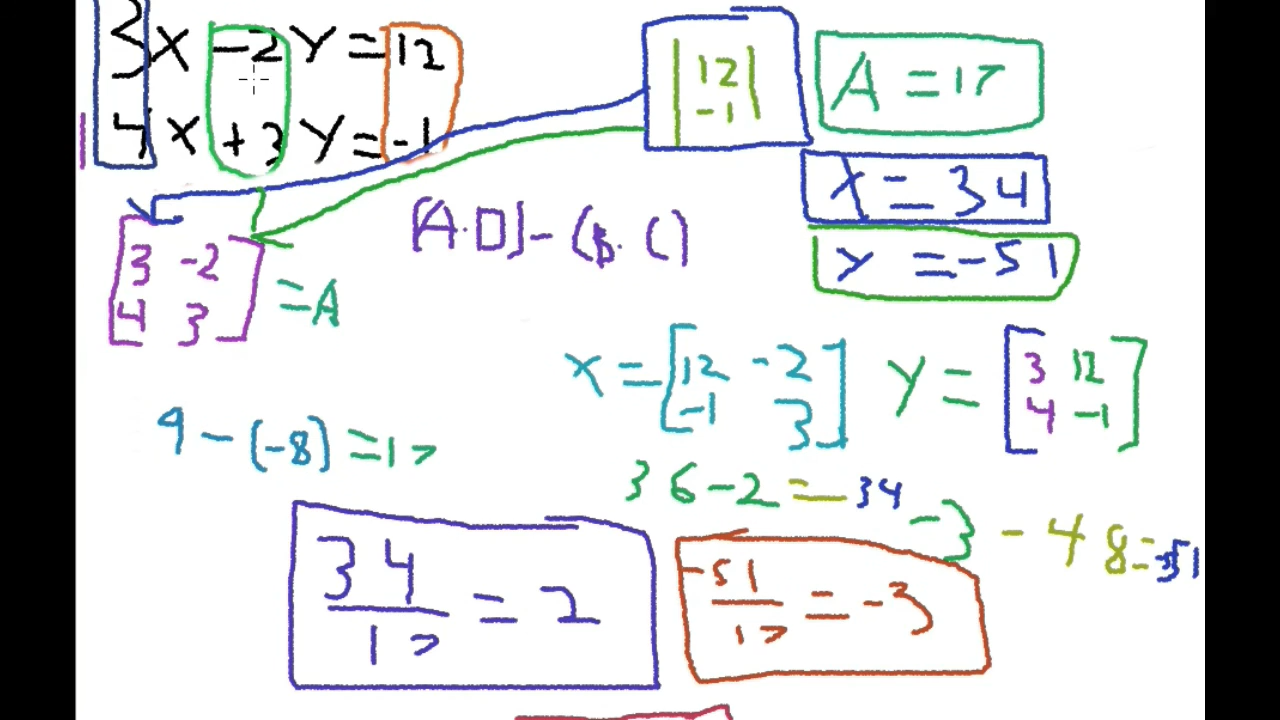 3X -2Y=12
4X +3Y=-1
|12|
|-1|
A=17
X=34
y=-51
[A·D]-(B·C)
[3 -2]
[4 3] =A
X=[12 -2]
[-1 3]
Y=[3 12]
[4 -1]
9-(-8)=17
36-2=34
-3-48=-51
34
17
=2
-51
17
=-3